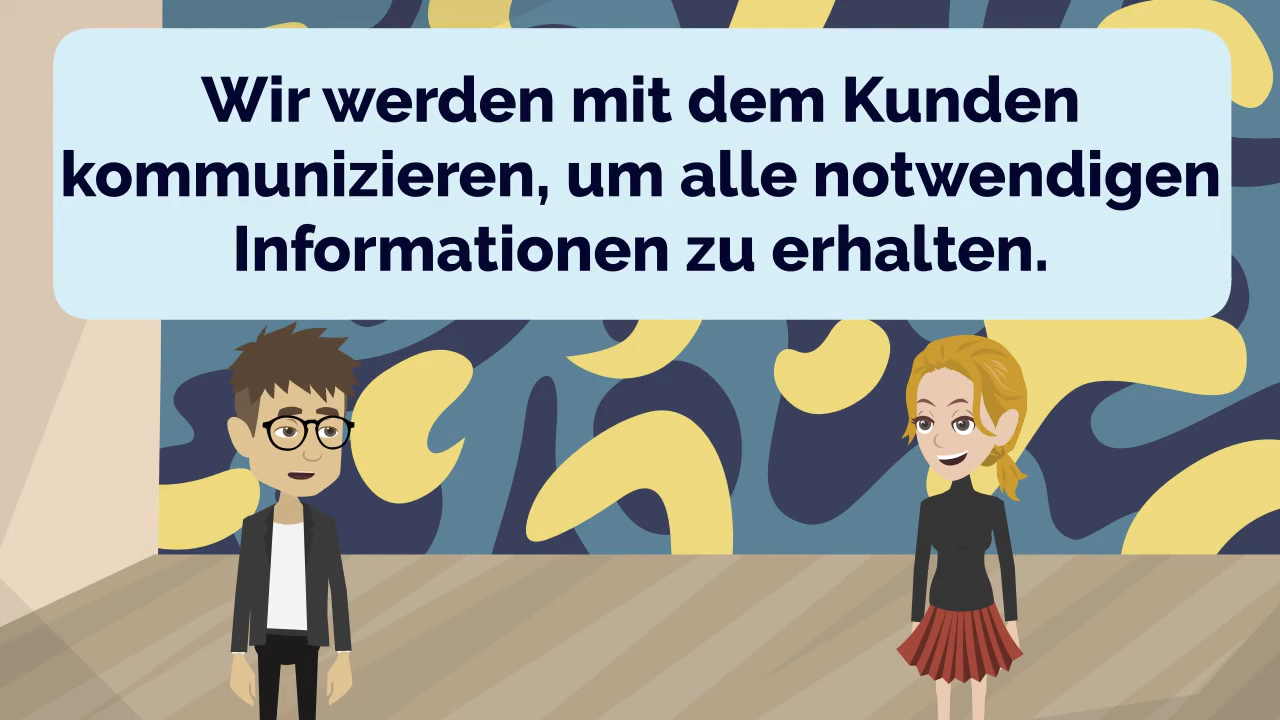 Wir werden mit dem Kunden
kommunizieren, um alle notwendigen
Informationen zu erhalten.